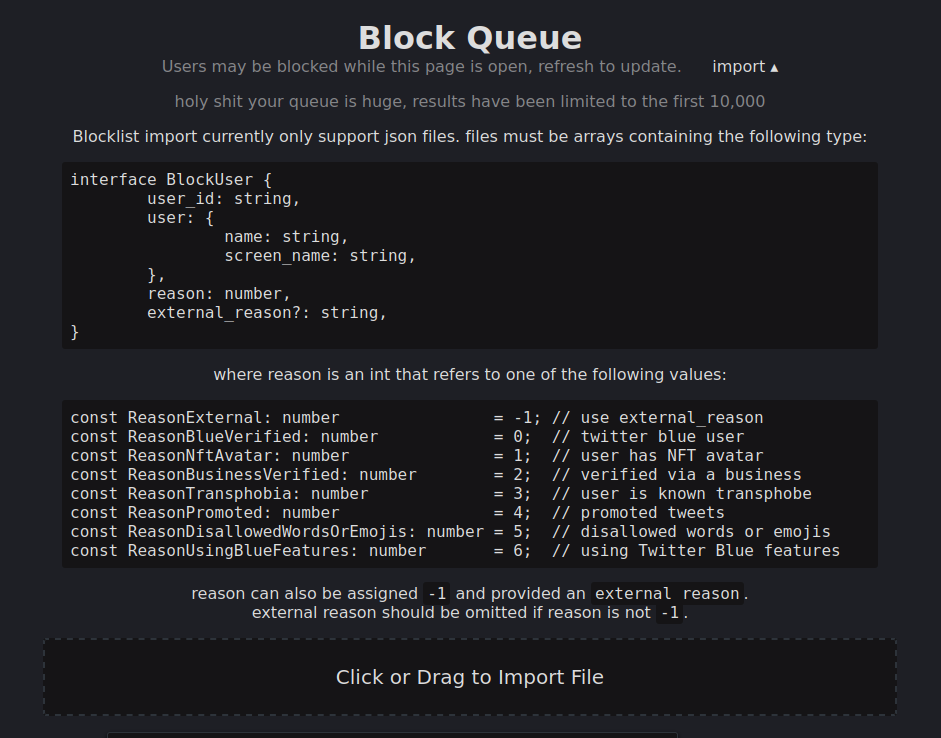 Block Queue
Users may be blocked while this page is open, refresh to update. import ▴
holy shit your queue is huge, results have been limited to the first 10,000
Blocklist import currently only support json files. files must be arrays containing the following type:
interface BlockUser {
        user_id: string,
        user: {
                name: string,
                screen_name: string,
        },
        reason: number,
        external_reason?: string,
}
where reason is an int that refers to one of the following values:
const ReasonExternal: number                = -1; // use external_reason
const ReasonBlueVerified: number            = 0;  // twitter blue user
const ReasonNftAvatar: number               = 1;  // user has NFT avatar
const ReasonBusinessVerified: number        = 2;  // verified via a business
const ReasonTransphobia: number             = 3;  // user is known transphobe
const ReasonPromoted: number                = 4;  // promoted tweets
const ReasonDisallowedWordsOrEmojis: number = 5;  // disallowed words or emojis
const ReasonUsingBlueFeatures: number       = 6;  // using Twitter Blue features
reason can also be assigned -1 and provided an external reason.
external reason should be omitted if reason is not -1.
Click or Drag to Import File